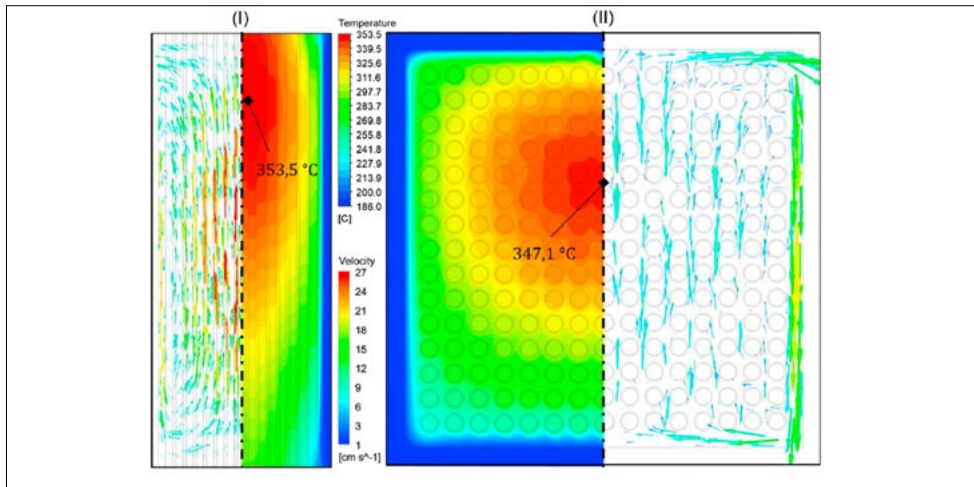 (I)
(II)
Temperature
353.5
339.5
325.6
311.6
297.7
283.7
269.8
255.8
241.8
227.9
213.9
200.0
186.0
[C]
353,5 °C
347,1 °C
Velocity
27
24
21
18
15
12
9
6
3
1
[cm s^-1]